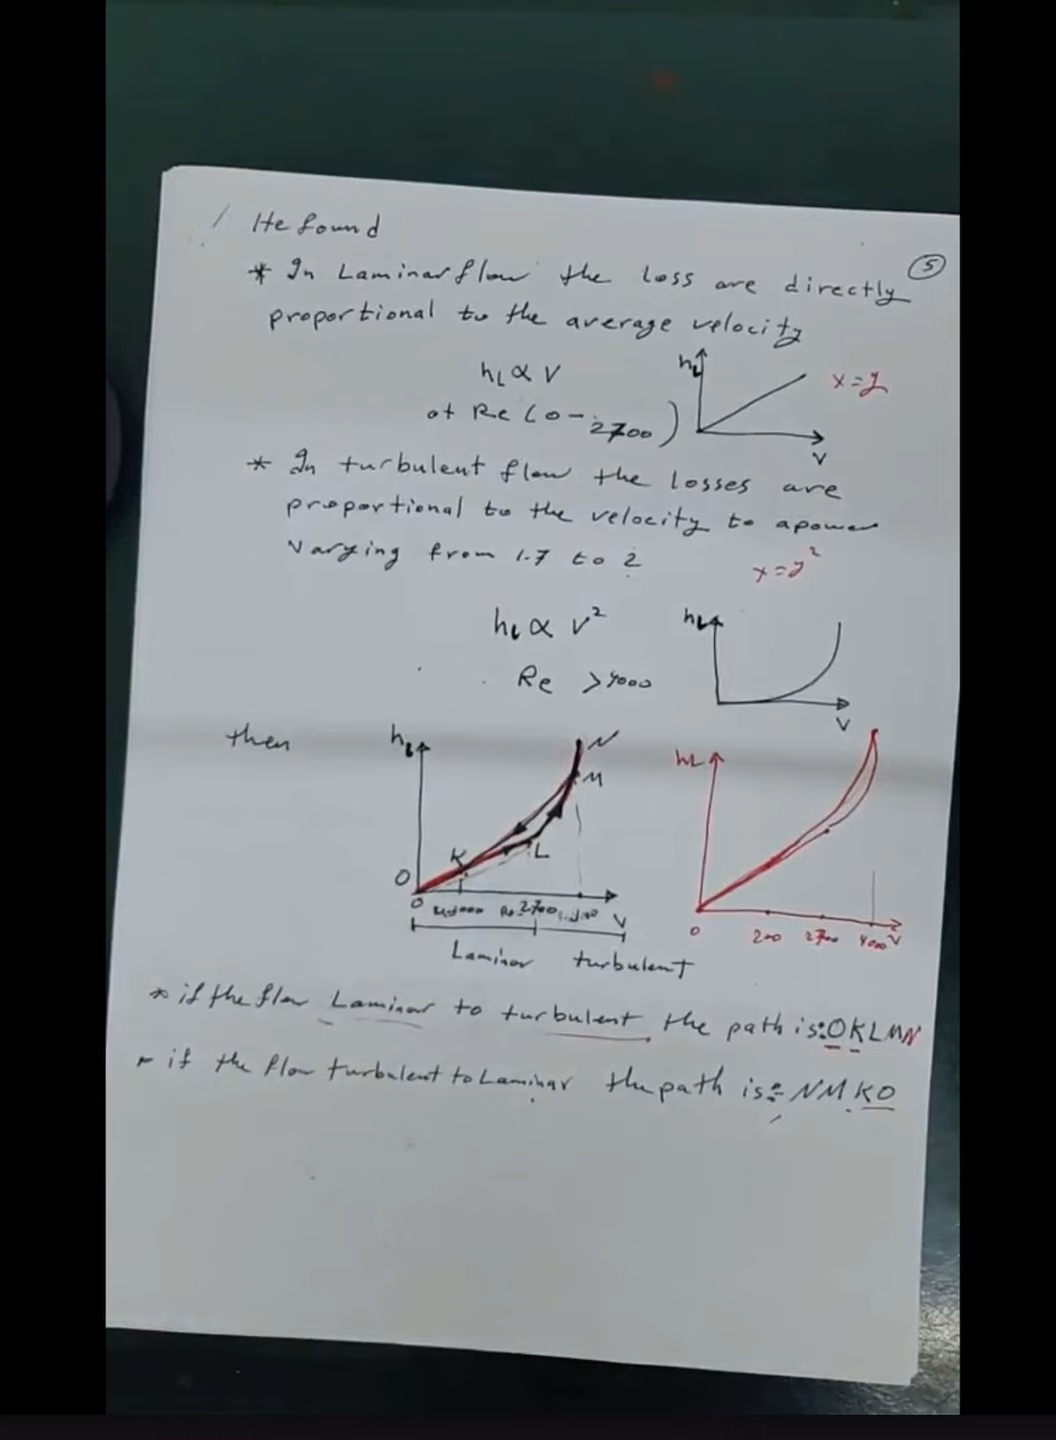 He found
5
* In Laminar flow the loss are directly
proportional to the average velocity
hL ∝ V
at Re (0-2700)
hL
V
x=y
* In turbulent flow the losses are
proportional to the velocity to a power
varying from 1.7 to 2
x=y²
hL ∝ V²
Re >4000
hL
V
then
hL
N
M
K
L
O
0
2700
V
Laminar turbulent
hL
0 200 2700 4000 V
* if the flow Laminar to turbulent the path is: OKLMN
if the flow turbulent to Laminar the path is: NMKO